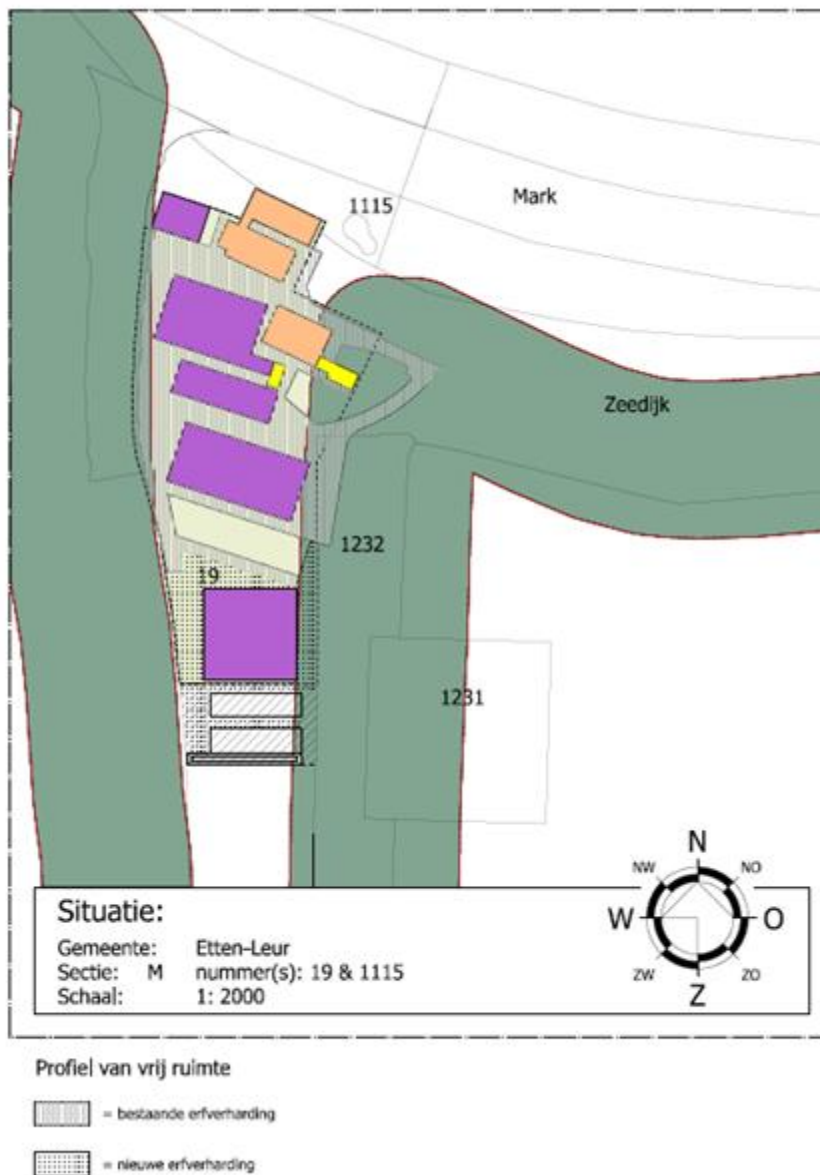 1115
Mark
Zeedijk
1232
19
1231
N
NW NO
W O
ZW ZO
Z
Situatie:
Gemeente: Etten-Leur
Sectie: M nummer(s): 19 & 1115
Schaal: 1: 2000
Profiel van vrij ruimte
= bestaande erfverharding
= nieuwe erfverharding